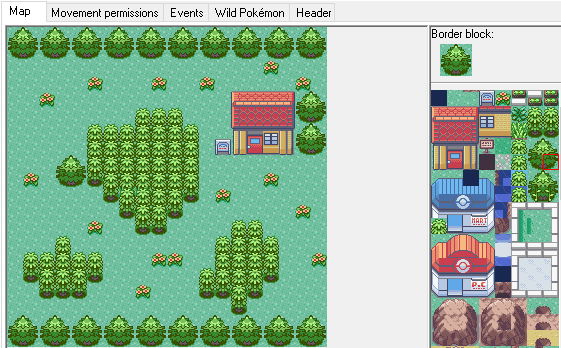 Map Movement permissions Events Wild Pokémon Header
Border block:
MART
P.C